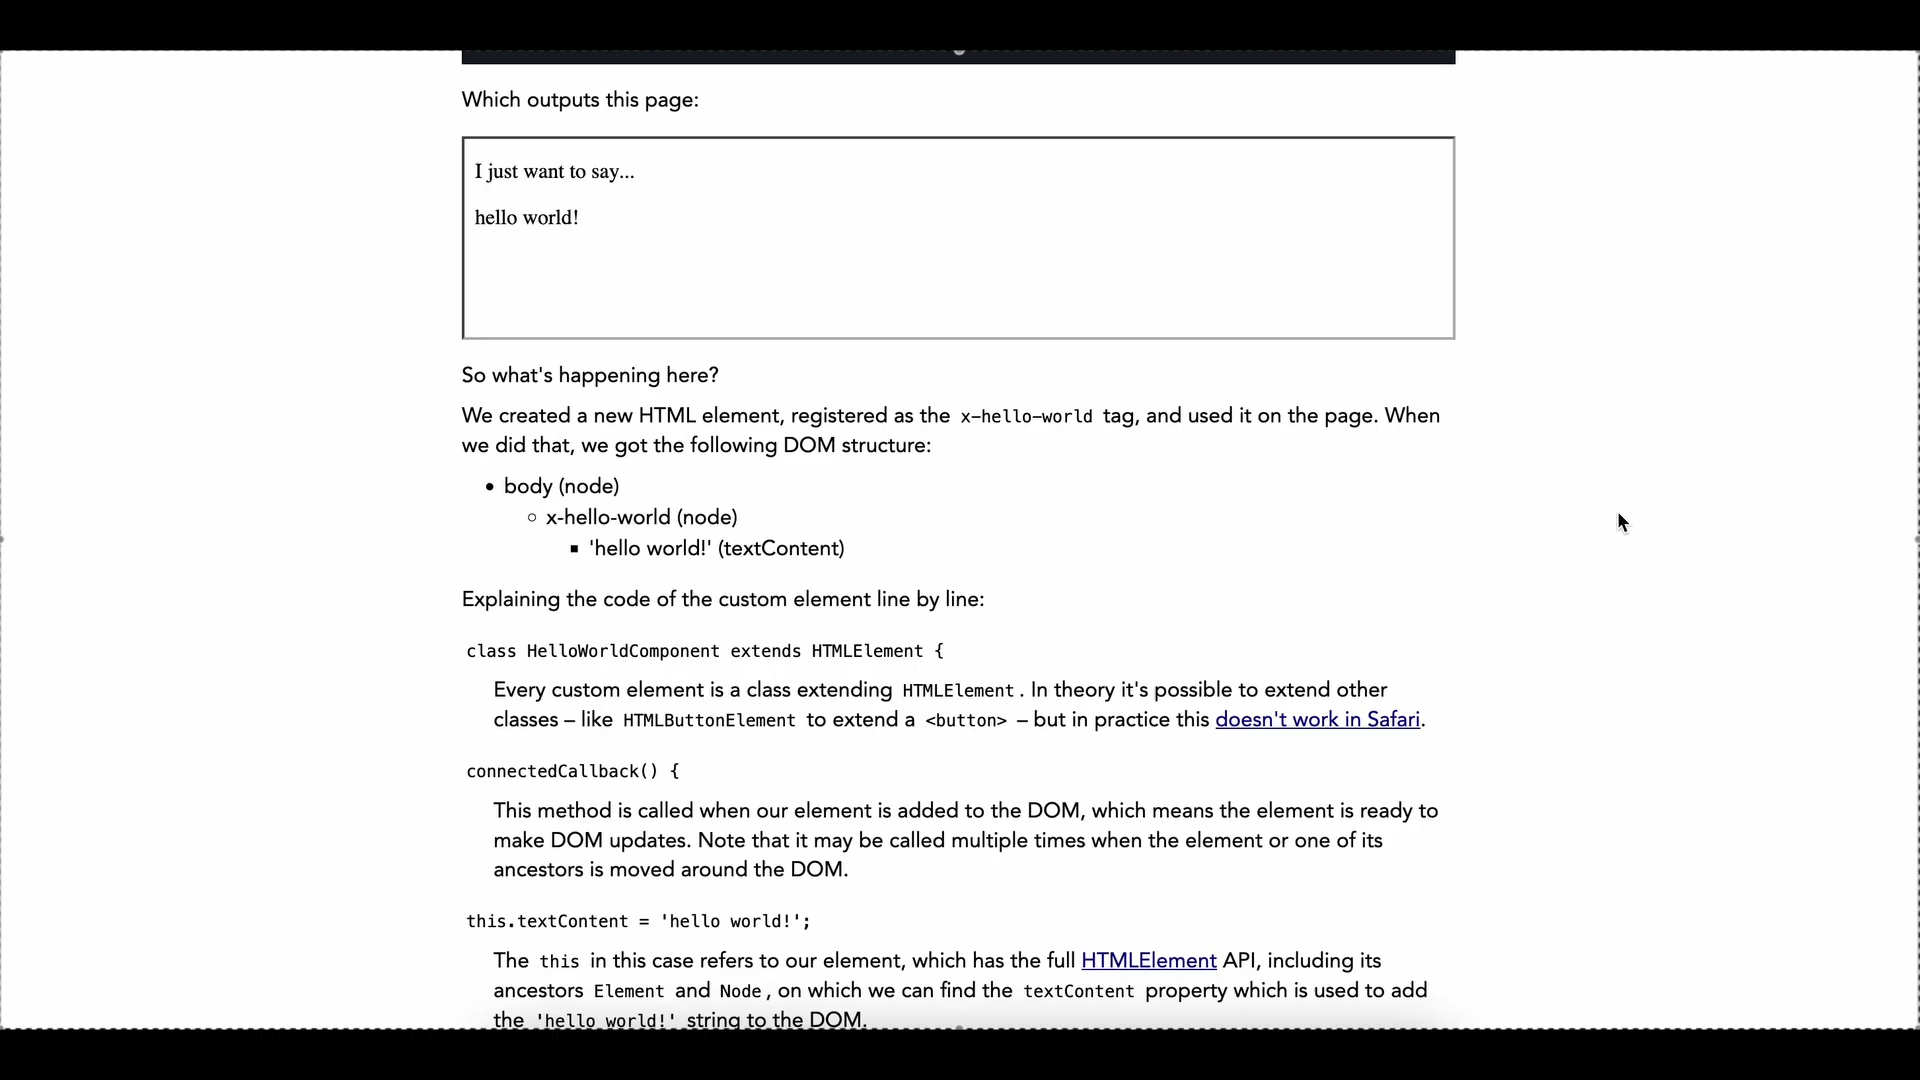 Which outputs this page:
I just want to say...
hello world!
So what's happening here?
We created a new HTML element, registered as the x-hello-world tag, and used it on the page. When
we did that, we got the following DOM structure:
• body (node)
○ x-hello-world (node)
▪ 'hello world!' (textContent)
Explaining the code of the custom element line by line:
class HelloWorldComponent extends HTMLElement {
Every custom element is a class extending HTMLElement. In theory it's possible to extend other
classes – like HTMLButtonElement to extend a <button> – but in practice this doesn't work in Safari.
connectedCallback() {
This method is called when our element is added to the DOM, which means the element is ready to
make DOM updates. Note that it may be called multiple times when the element or one of its
ancestors is moved around the DOM.
this.textContent = 'hello world!';
The this in this case refers to our element, which has the full HTMLElement API, including its
ancestors Element and Node, on which we can find the textContent property which is used to add
the 'hello world!' string to the DOM.